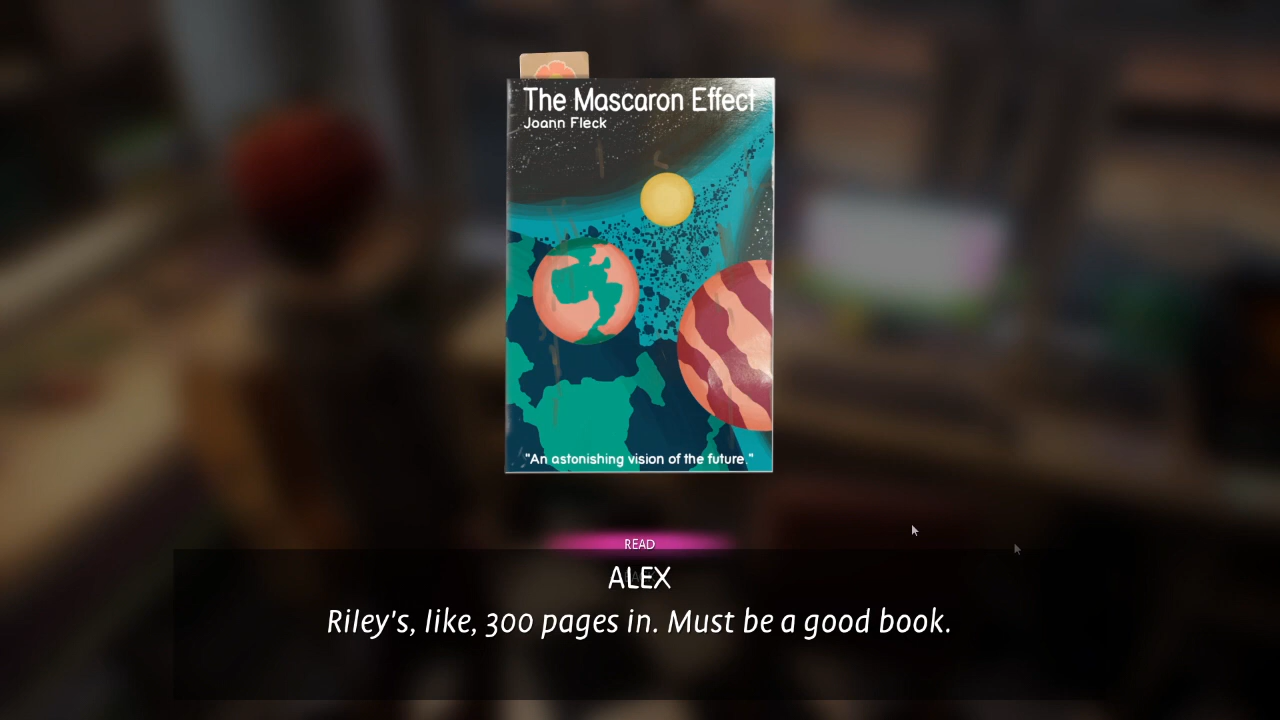 The Mascaron Effect
Joann Fleck
"An astonishing vision of the future."
READ
ALEX
Riley's, like, 300 pages in. Must be a good book.